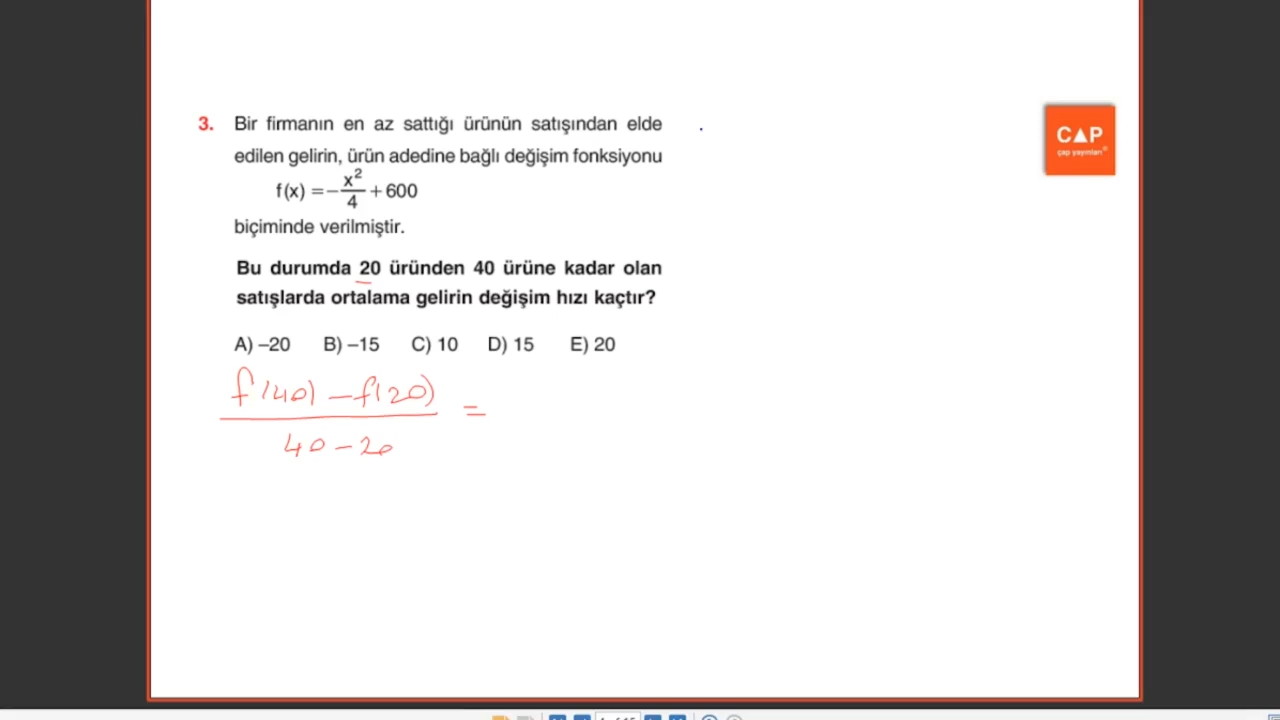 3. Bir firmanın en az sattığı ürünün satışından elde
edilen gelirin, ürün adedine bağlı değişim fonksiyonu
f(x) = -x²/4 + 600
biçiminde verilmiştir.
Bu durumda 20 üründen 40 ürüne kadar olan
satışlarda ortalama gelirin değişim hızı kaçtır?
A) –20 B) –15 C) 10 D) 15 E) 20
f(40) - f(20)
=
40 - 20
ÇAP
çap yayınları